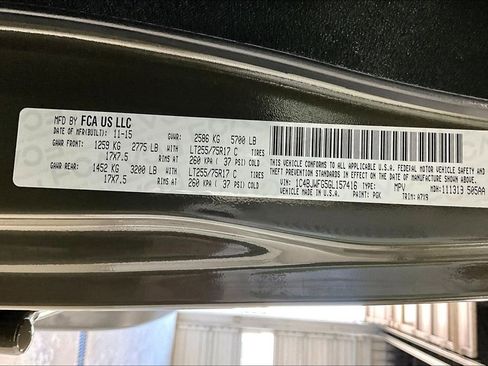 MFD BY FCA US LLC
DATE OF MFR(BUILT): 11-15 GVWR: 2586 KG 5700 LB
GAWR FRONT: 1259 KG 2775 LB WITH LT255/75R17 C TIRES
17X7.5 RIMS AT 260 KPA ( 37 PSI) COLD
GAWR REAR: 1452 KG 3200 LB WITH LT255/75R17 C TIRES
17X7.5 RIMS AT 260 KPA ( 37 PSI) COLD
THIS VEHICLE CONFORMS TO ALL APPLICABLE U.S.A. FEDERAL MOTOR VEHICLE SAFETY AND
THEFT PREVENTION STANDARDS IN EFFECT ON THE DATE OF MANUFACTURE SHOWN ABOVE.
VIN: 1C4BJWFG5GL157416 TYPE: MPV MDH: 111313 505AA
VEHICLE MADE IN U.S.A. PAINT: PGK TRIM: A7X9